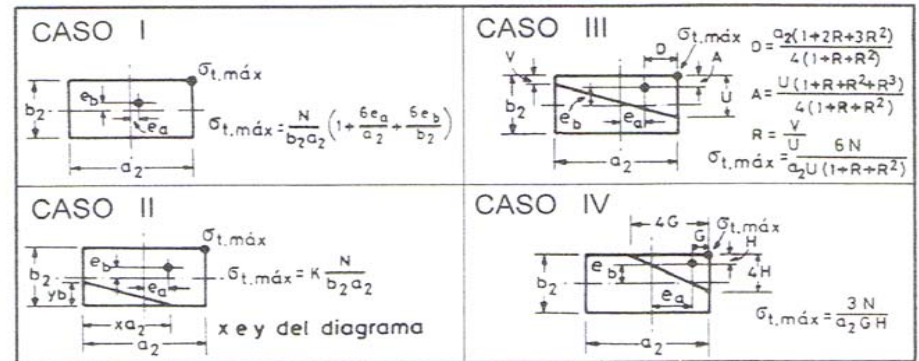 CASO I
σt,máx
b2
eb
ea
a2
σt,máx = N/(b2a2) (1 + 6ea/a2 + 6eb/b2)
CASO III
V
b2
eb
ea
a2
D
σt,máx
A
U
D = a2(1+2R+3R²)/4(1+R+R²)
A = U(1+R+R²+R³)/4(1+R+R²)
R = V/U
σt,máx = 6N/a2U(1+R+R²)
CASO II
σt,máx
b2
yb
eb
ea
xa2
a2
σt,máx = K N/(b2a2)
x e y del diagrama
CASO IV
4G
G
σt,máx
H
4H
b2
eb
ea
a2
σt,máx = 3N/(a2GH)